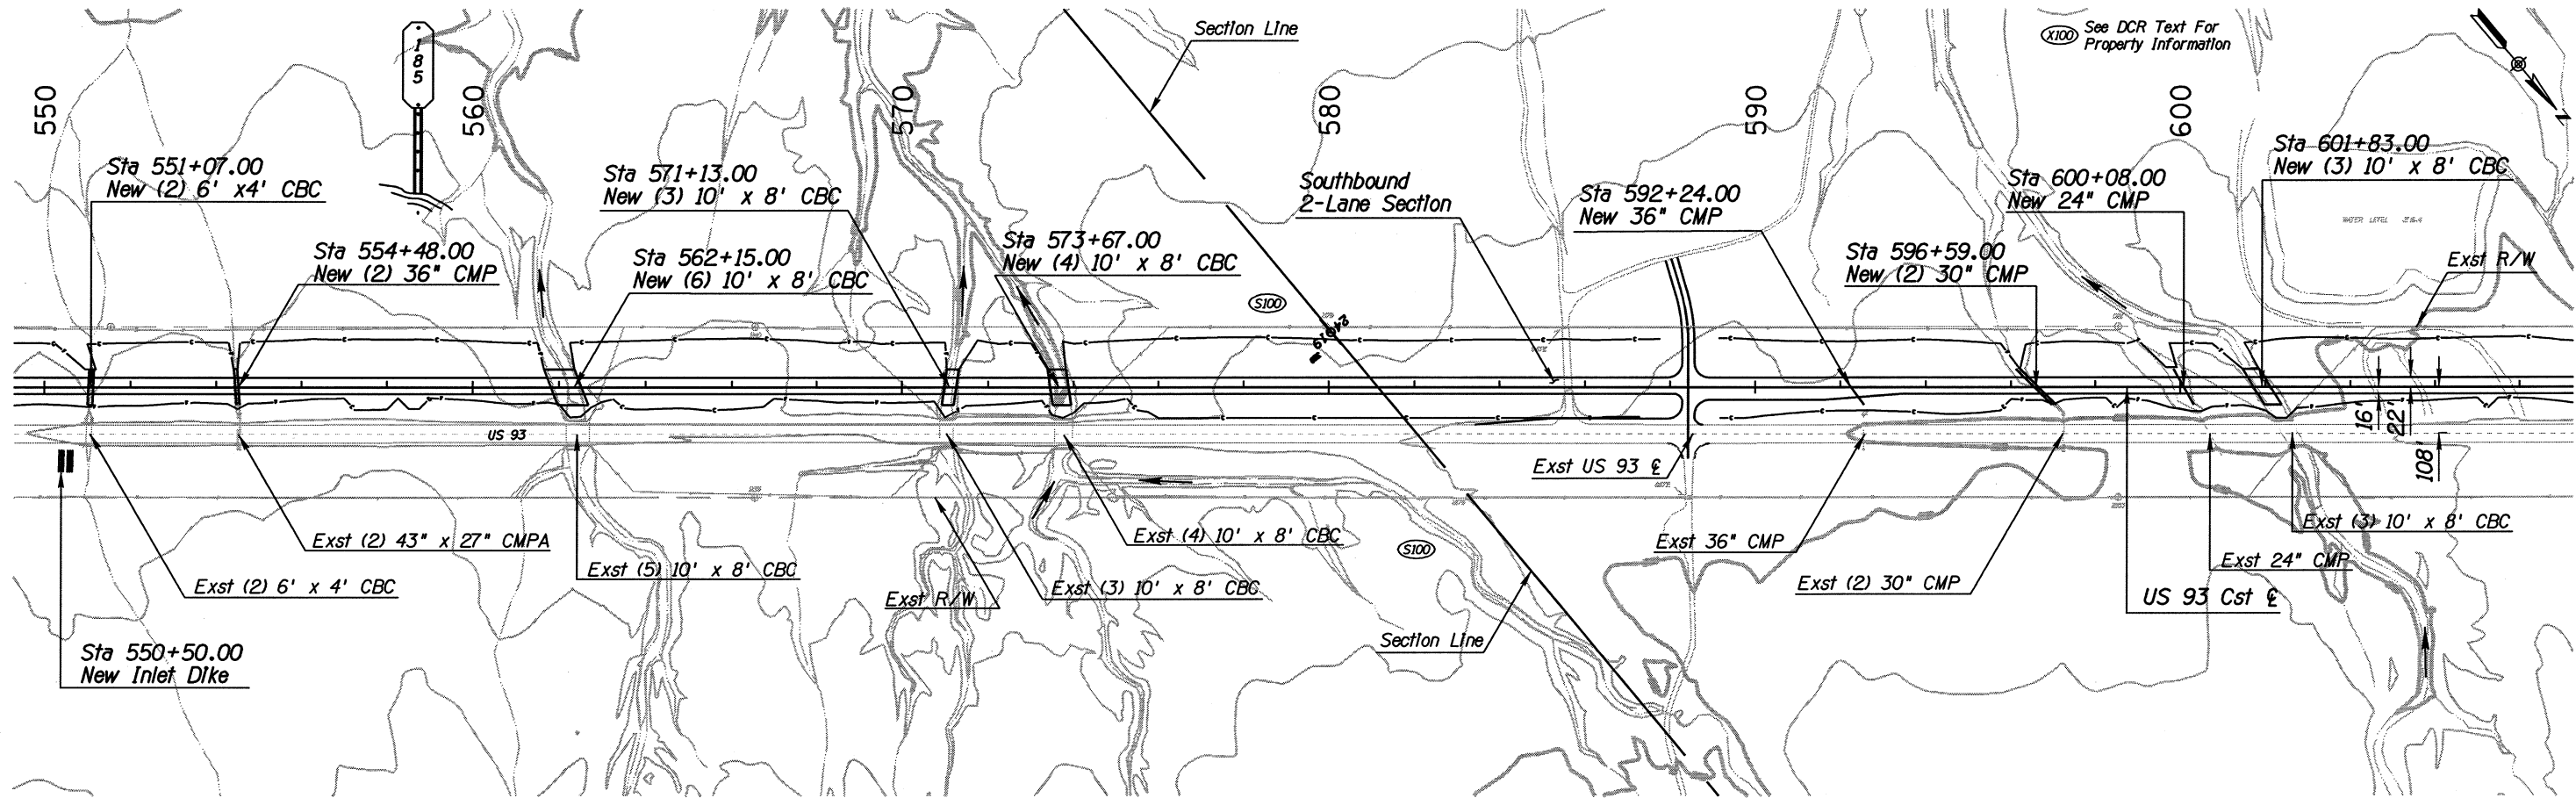 Section Line
X100
See DCR Text For
Property Information
N
1
8
5
550
560
570
580
590
600
Sta 551+07.00
New (2) 6' x4' CBC
Sta 554+48.00
New (2) 36" CMP
Sta 571+13.00
New (3) 10' x 8' CBC
Sta 562+15.00
New (6) 10' x 8' CBC
Sta 573+67.00
New (4) 10' x 8' CBC
Southbound
2-Lane Section
Sta 592+24.00
New 36" CMP
Sta 596+59.00
New (2) 30" CMP
Sta 600+08.00
New 24" CMP
Sta 601+83.00
New (3) 10' x 8' CBC
WATER LEVEL
Exst R/W
S100
US 93
16'
22'
108'
Exst US 93 ℄
Exst (2) 43" x 27" CMPA
Exst (2) 6' x 4' CBC
Exst (5) 10' x 8' CBC
Exst R/W
Exst (3) 10' x 8' CBC
Exst (4) 10' x 8' CBC
S100
Exst 36" CMP
Exst (2) 30" CMP
Exst (3) 10' x 8' CBC
Exst 24" CMP
US 93 Cst ℄
Section Line
Sta 550+50.00
New Inlet Dike